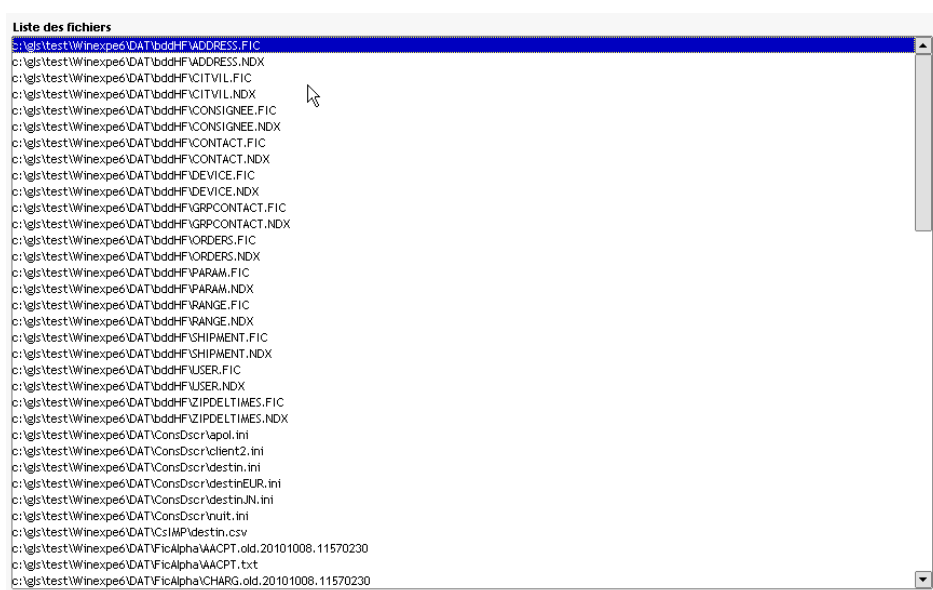 Liste des fichiers
c:\gls\test\Winexpe6\DAT\bddHF\ADDRESS.FIC
c:\gls\test\Winexpe6\DAT\bddHF\ADDRESS.NDX
c:\gls\test\Winexpe6\DAT\bddHF\CITVIL.FIC
c:\gls\test\Winexpe6\DAT\bddHF\CITVIL.NDX
c:\gls\test\Winexpe6\DAT\bddHF\CONSIGNEE.FIC
c:\gls\test\Winexpe6\DAT\bddHF\CONSIGNEE.NDX
c:\gls\test\Winexpe6\DAT\bddHF\CONTACT.FIC
c:\gls\test\Winexpe6\DAT\bddHF\CONTACT.NDX
c:\gls\test\Winexpe6\DAT\bddHF\DEVICE.FIC
c:\gls\test\Winexpe6\DAT\bddHF\DEVICE.NDX
c:\gls\test\Winexpe6\DAT\bddHF\GRPCONTACT.FIC
c:\gls\test\Winexpe6\DAT\bddHF\GRPCONTACT.NDX
c:\gls\test\Winexpe6\DAT\bddHF\ORDERS.FIC
c:\gls\test\Winexpe6\DAT\bddHF\ORDERS.NDX
c:\gls\test\Winexpe6\DAT\bddHF\PARAM.FIC
c:\gls\test\Winexpe6\DAT\bddHF\PARAM.NDX
c:\gls\test\Winexpe6\DAT\bddHF\RANGE.FIC
c:\gls\test\Winexpe6\DAT\bddHF\RANGE.NDX
c:\gls\test\Winexpe6\DAT\bddHF\SHIPMENT.FIC
c:\gls\test\Winexpe6\DAT\bddHF\SHIPMENT.NDX
c:\gls\test\Winexpe6\DAT\bddHF\USER.FIC
c:\gls\test\Winexpe6\DAT\bddHF\USER.NDX
c:\gls\test\Winexpe6\DAT\bddHF\ZIPDELTIMES.FIC
c:\gls\test\Winexpe6\DAT\bddHF\ZIPDELTIMES.NDX
c:\gls\test\Winexpe6\DAT\ConsDscr\apol.ini
c:\gls\test\Winexpe6\DAT\ConsDscr\client2.ini
c:\gls\test\Winexpe6\DAT\ConsDscr\destin.ini
c:\gls\test\Winexpe6\DAT\ConsDscr\destinEUR.ini
c:\gls\test\Winexpe6\DAT\ConsDscr\destinJN.ini
c:\gls\test\Winexpe6\DAT\ConsDscr\nuit.ini
c:\gls\test\Winexpe6\DAT\CsIMP\destin.csv
c:\gls\test\Winexpe6\DAT\FicAlpha\AACPT.old.20101008.11570230
c:\gls\test\Winexpe6\DAT\FicAlpha\AACPT.txt
c:\gls\test\Winexpe6\DAT\FicAlpha\CHARG.old.20101008.11570230